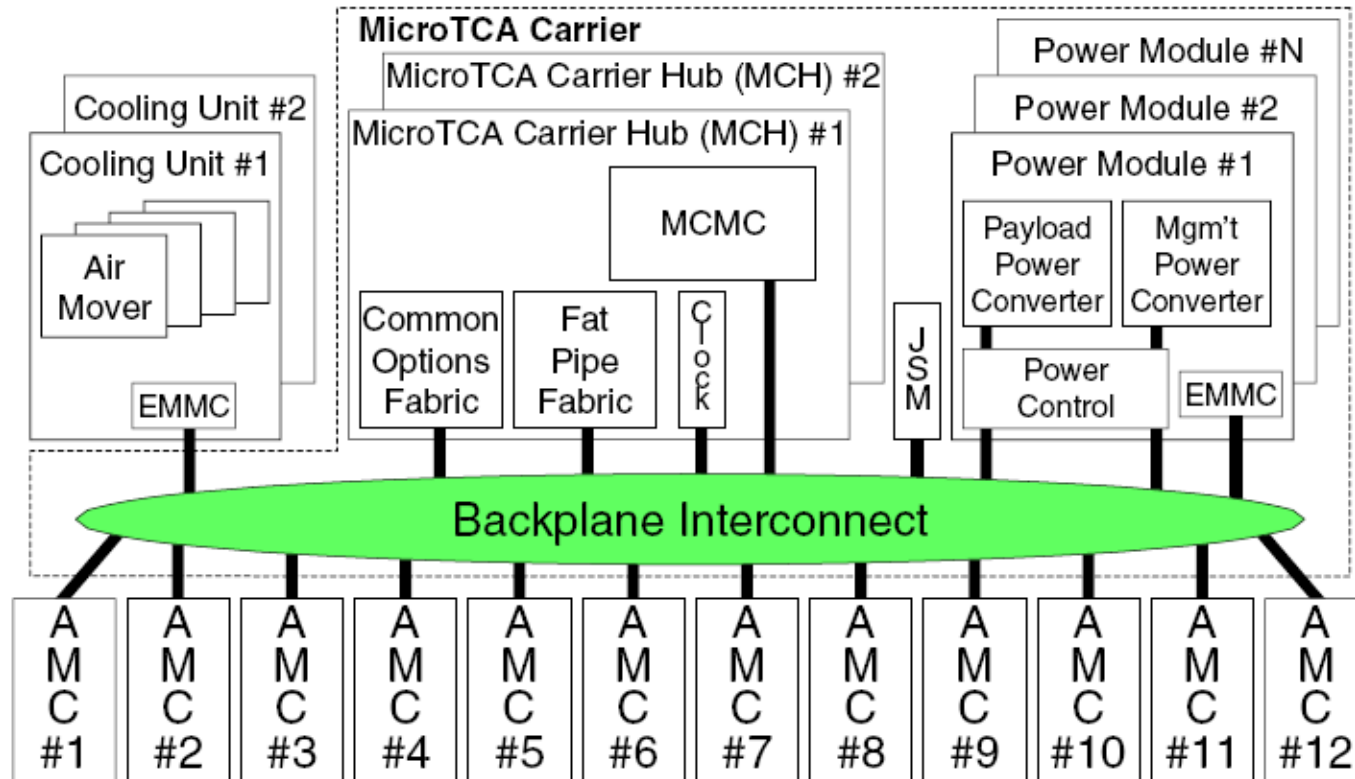 MicroTCA Carrier
Cooling Unit #2
Cooling Unit #1
Air
Mover
EMMC
MicroTCA Carrier Hub (MCH) #2
MicroTCA Carrier Hub (MCH) #1
MCMC
Common
Options
Fabric
Fat
Pipe
Fabric
Clock
JSM
Power Module #N
Power Module #2
Power Module #1
Payload
Power
Converter
Mgm't
Power
Converter
Power
Control
EMMC
Backplane Interconnect
AMC
#1
AMC
#2
AMC
#3
AMC
#4
AMC
#5
AMC
#6
AMC
#7
AMC
#8
AMC
#9
AMC
#10
AMC
#11
AMC
#12